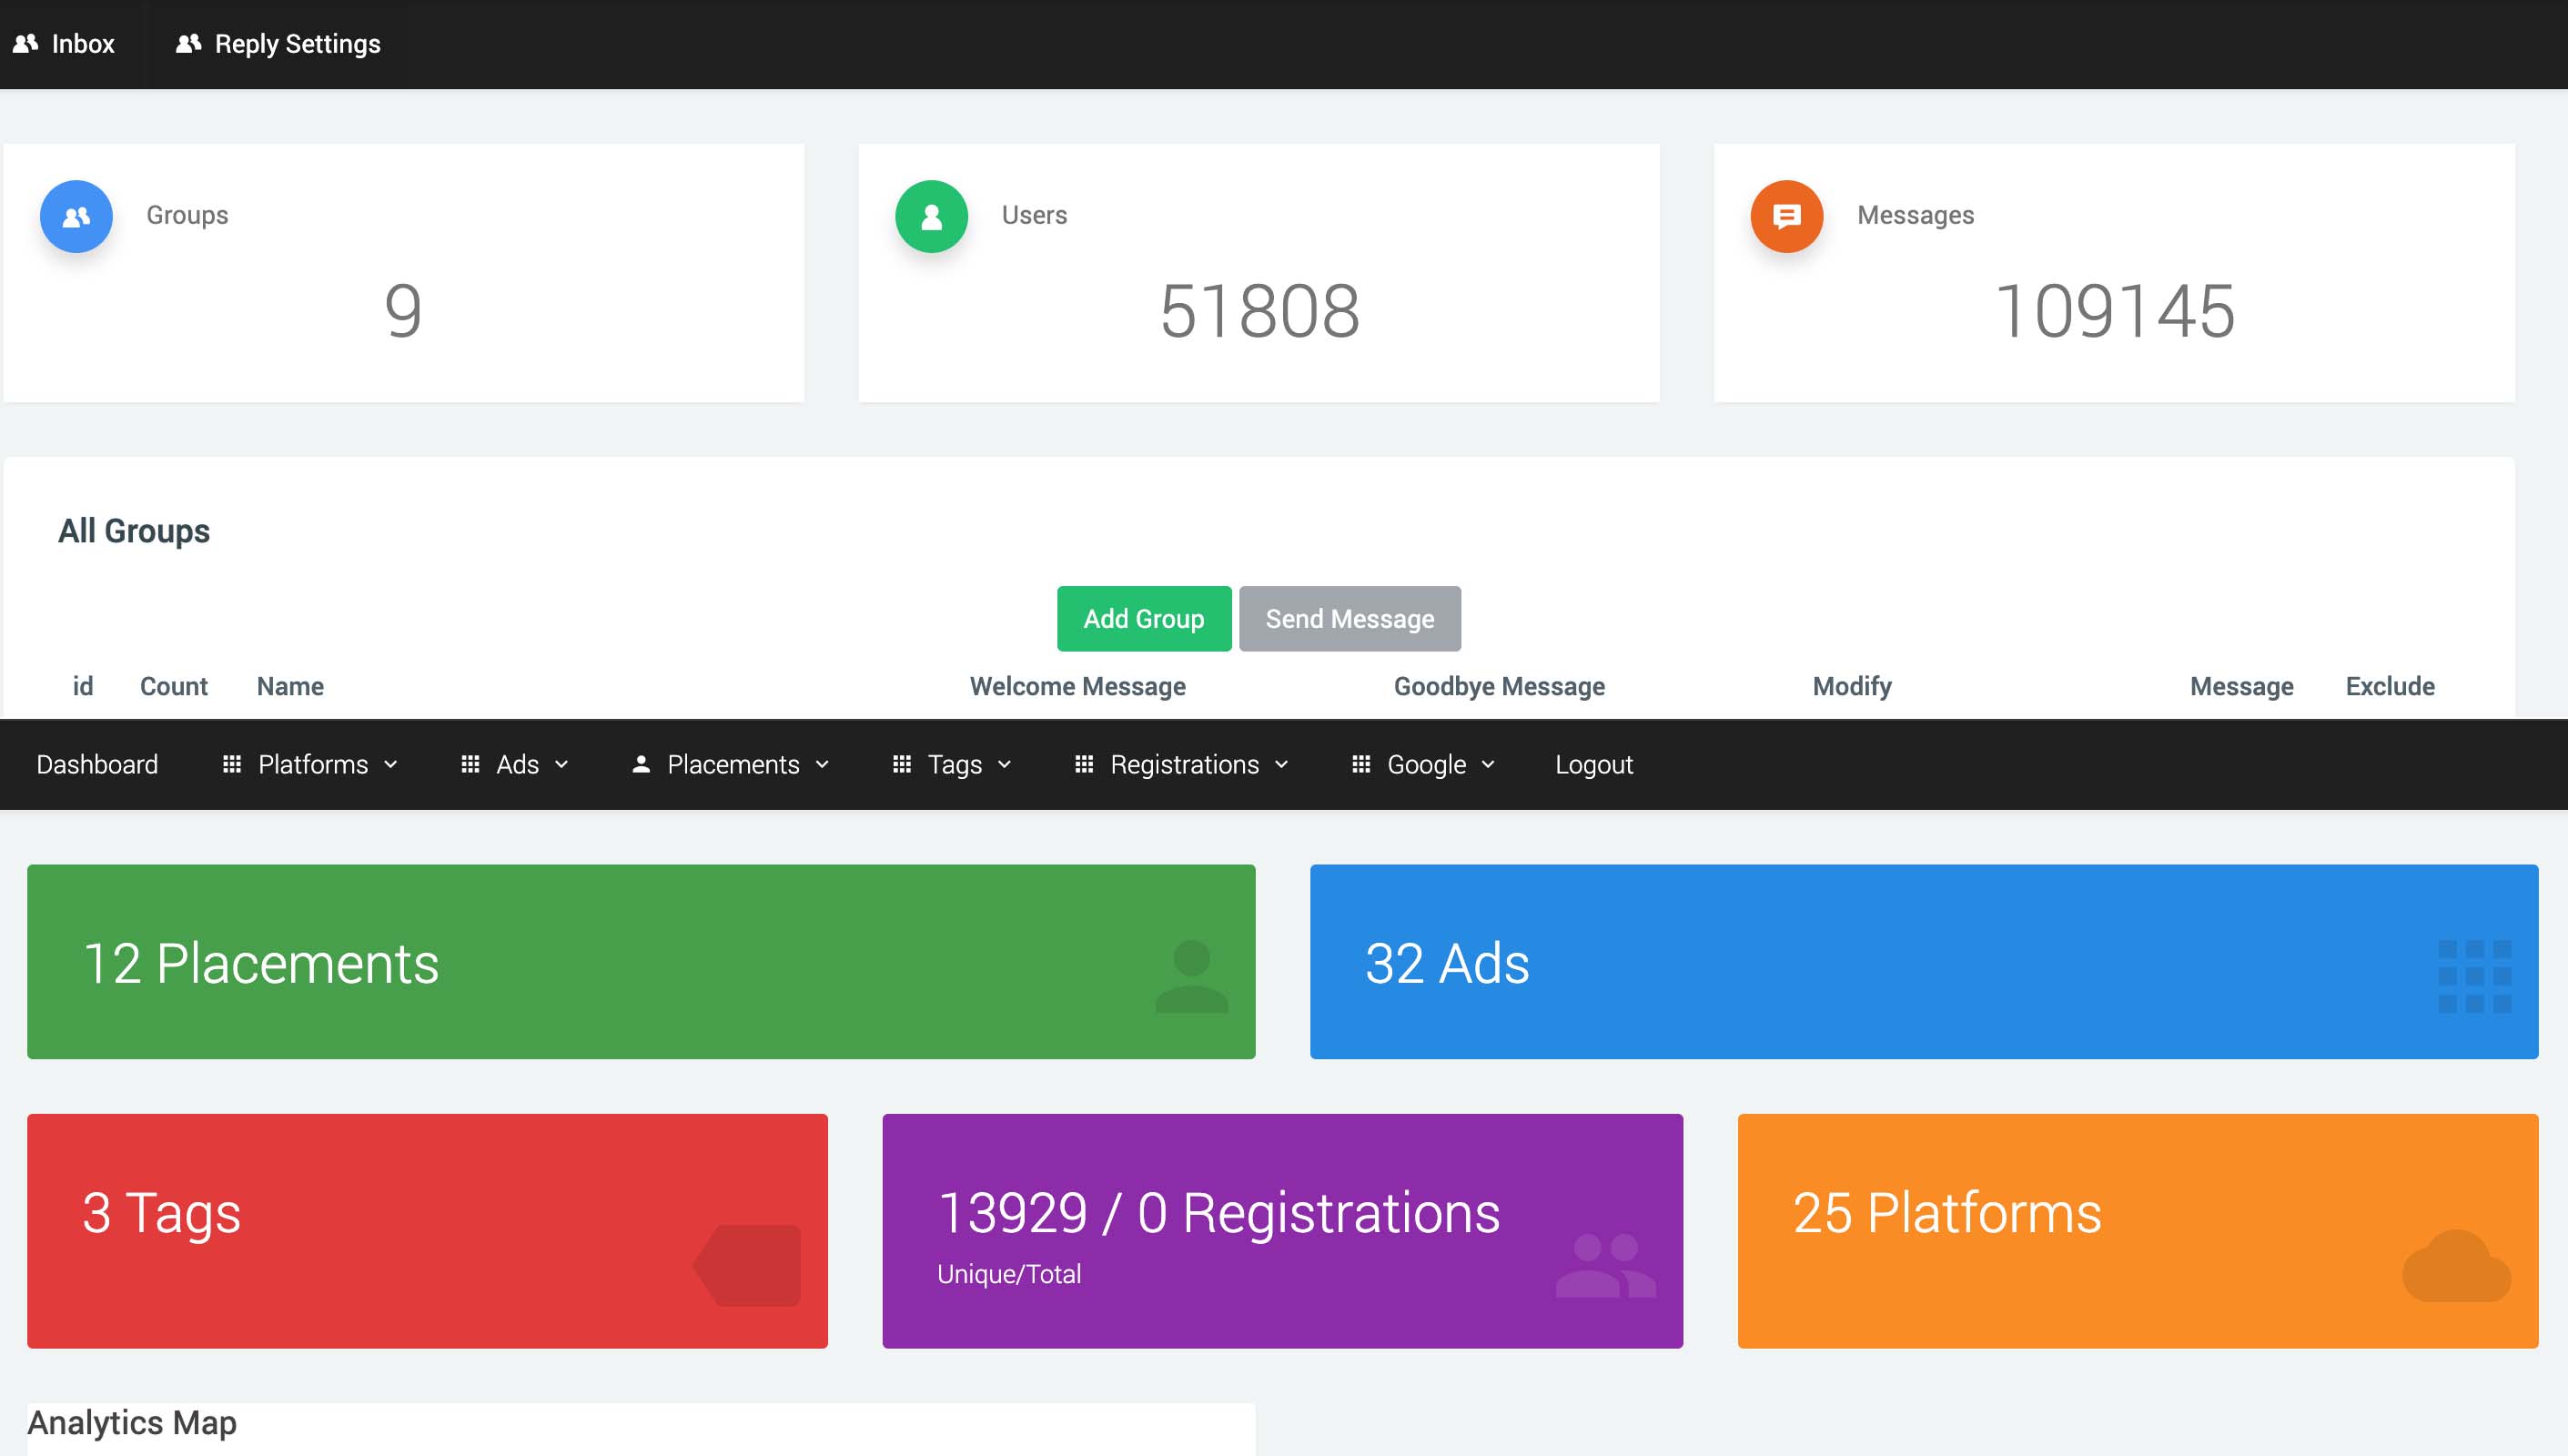 Inbox Reply Settings
Groups Users Messages
9 51808 109145
All Groups
Add Group Send Message
id Count Name Welcome Message Goodbye Message Modify Message Exclude
Dashboard Platforms Ads Placements Tags Registrations Google Logout
12 Placements 32 Ads
3 Tags 13929 / 0 Registrations 25 Platforms
Unique/Total
Analytics Map